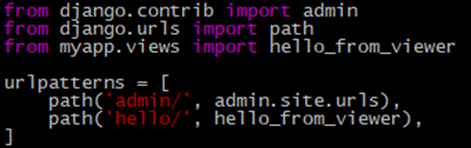 from django.contrib import admin
from django.urls import path
from myapp.views import hello_from_viewer

urlpatterns = [
    path('admin/', admin.site.urls),
    path('hello/', hello_from_viewer),
]